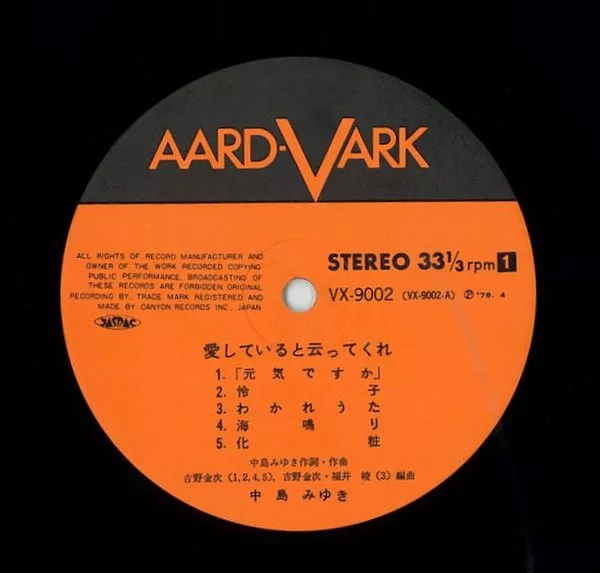 AARD-VARK
ALL RIGHTS OF RECORD MANUFACTURER AND
OWNER OF THE WORK RECORDED COPYING
PUBLIC PERFORMANCE, BROADCASTING OF
THESE RECORDS ARE FORBIDDEN ORIGINAL
RECORDING BY, TRACE MARK REGISTERED AND
MADE BY CANYON RECORDS INC. JAPAN
JASRAC
STEREO 33 1/3 rpm 1
VX-9002 (VX-9002-A) Ⓟ '78. 4
愛していると云ってくれ
1.「元気ですか」
2. 怜子
3. わかれうた
4. 海鳴り
5. 化粧
中島みゆき作詞・作曲
吉野金次 (1,2,4,5), 吉野金次・福井 崚 (3) 編曲
中島みゆき